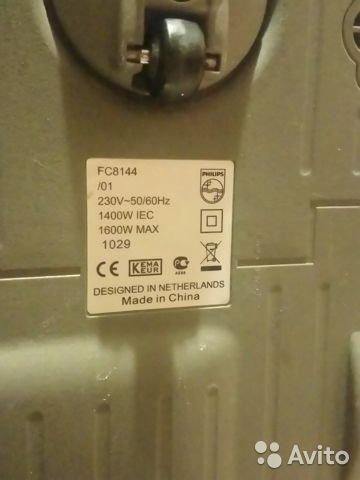 FC8144
/01
230V~50/60Hz
1400W IEC
1600W MAX
1029
PHILIPS
CE KEMA KEUR
DESIGNED IN NETHERLANDS
Made in China
Avito